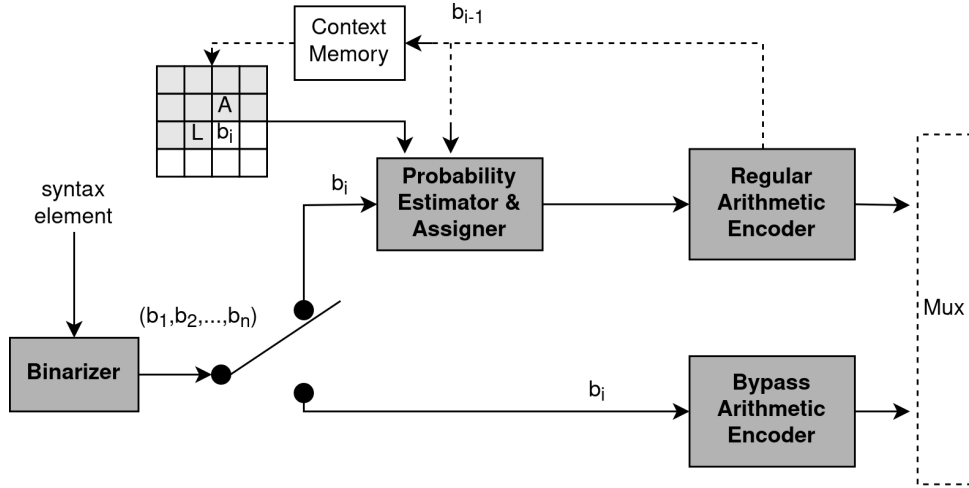 b_{i-1}
Context
Memory
A
L b_i
syntax
element
b_i
Probability
Estimator &
Assigner
Regular
Arithmetic
Encoder
(b_1,b_2,...,b_n)
Mux
Binarizer
b_i
Bypass
Arithmetic
Encoder